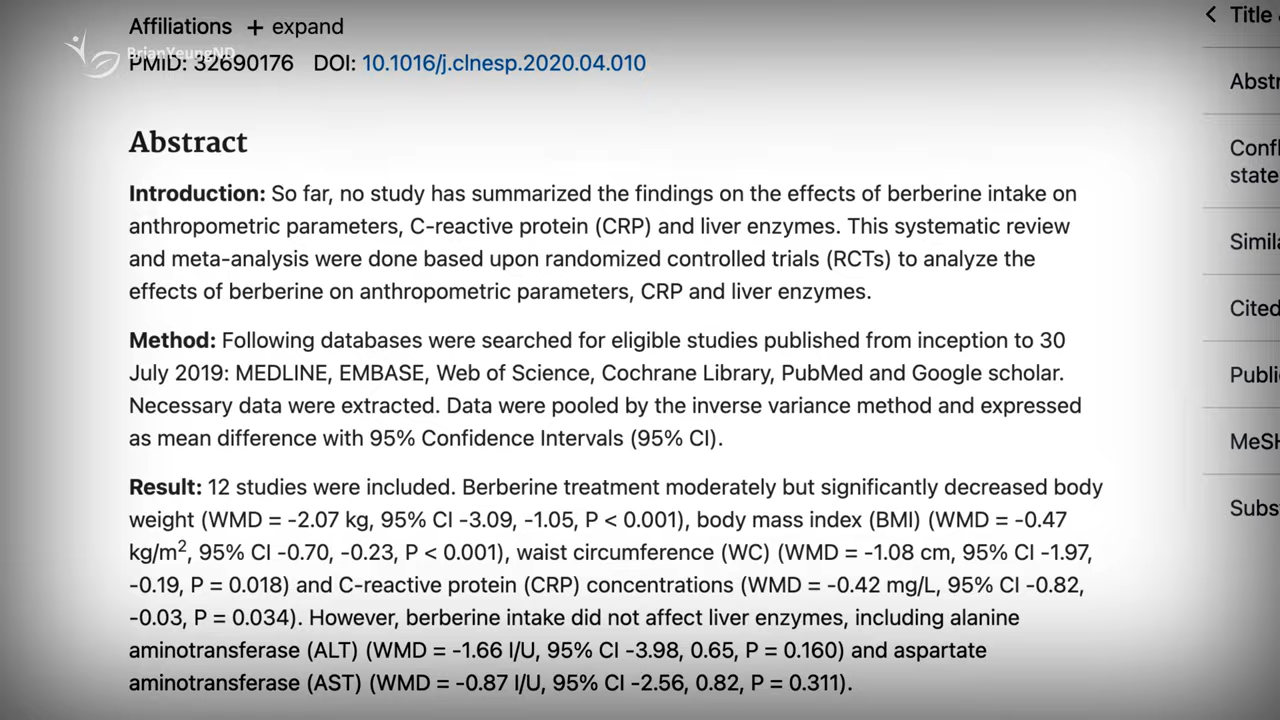 Affiliations + expand
BrianYeungND
PMID: 32690176 DOI: 10.1016/j.clnesp.2020.04.010
Abstract
Introduction: So far, no study has summarized the findings on the effects of berberine intake on
anthropometric parameters, C-reactive protein (CRP) and liver enzymes. This systematic review
and meta-analysis were done based upon randomized controlled trials (RCTs) to analyze the
effects of berberine on anthropometric parameters, CRP and liver enzymes.
Method: Following databases were searched for eligible studies published from inception to 30
July 2019: MEDLINE, EMBASE, Web of Science, Cochrane Library, PubMed and Google scholar.
Necessary data were extracted. Data were pooled by the inverse variance method and expressed
as mean difference with 95% Confidence Intervals (95% CI).
Result: 12 studies were included. Berberine treatment moderately but significantly decreased body
weight (WMD = -2.07 kg, 95% CI -3.09, -1.05, P < 0.001), body mass index (BMI) (WMD = -0.47
kg/m², 95% CI -0.70, -0.23, P < 0.001), waist circumference (WC) (WMD = -1.08 cm, 95% CI -1.97,
-0.19, P = 0.018) and C-reactive protein (CRP) concentrations (WMD = -0.42 mg/L, 95% CI -0.82,
-0.03, P = 0.034). However, berberine intake did not affect liver enzymes, including alanine
aminotransferase (ALT) (WMD = -1.66 I/U, 95% CI -3.98, 0.65, P = 0.160) and aspartate
aminotransferase (AST) (WMD = -0.87 I/U, 95% CI -2.56, 0.82, P = 0.311).
Title
Abstr
Confl
state
Simila
Cited
Public
MeSH
Subs